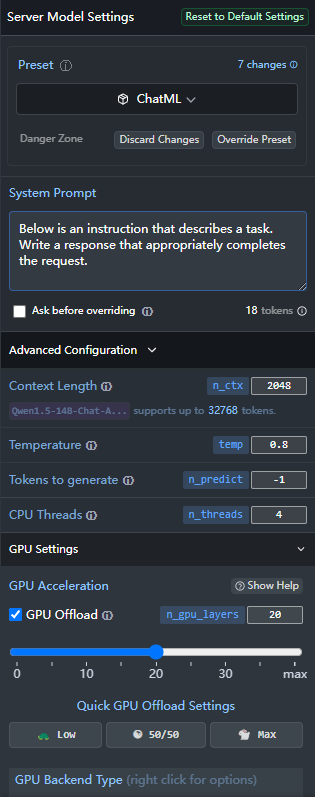 Server Model Settings Reset to Default Settings
Preset 7 changes
ChatML
Danger Zone Discard Changes Override Preset
System Prompt
Below is an instruction that describes a task.
Write a response that appropriately completes
the request.
Ask before overriding 18 tokens
Advanced Configuration
Context Length n_ctx 2048
Qwen1.5-14B-Chat-A... supports up to 32768 tokens.
Temperature temp 0.8
Tokens to generate n_predict -1
CPU Threads n_threads 4
GPU Settings
GPU Acceleration Show Help
GPU Offload n_gpu_layers 20
0 10 20 30 max
Quick GPU Offload Settings
Low 50/50 Max
GPU Backend Type (right click for options)